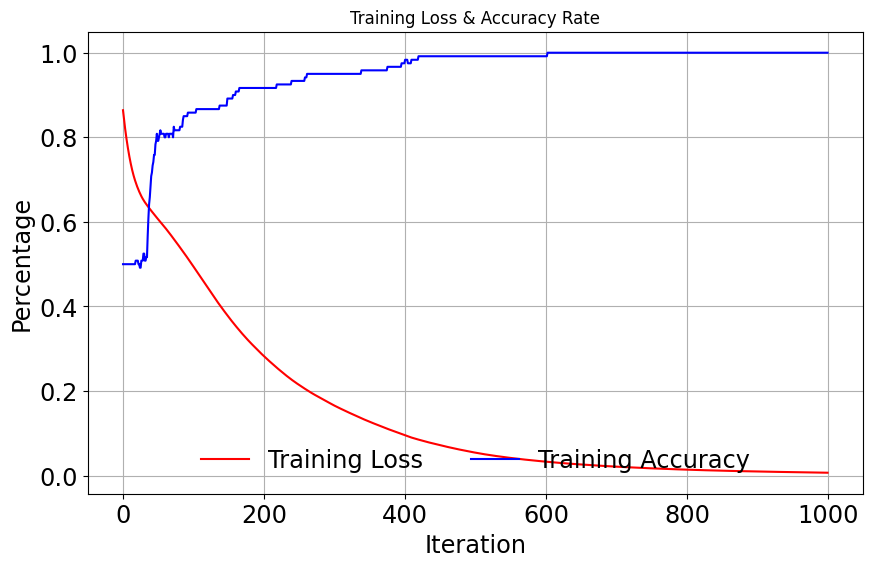 Training Loss & Accuracy Rate
1.0
0.8
0.6
0.4
0.2
0.0
Percentage
Training Loss
Training Accuracy
0 200 400 600 800 1000
Iteration